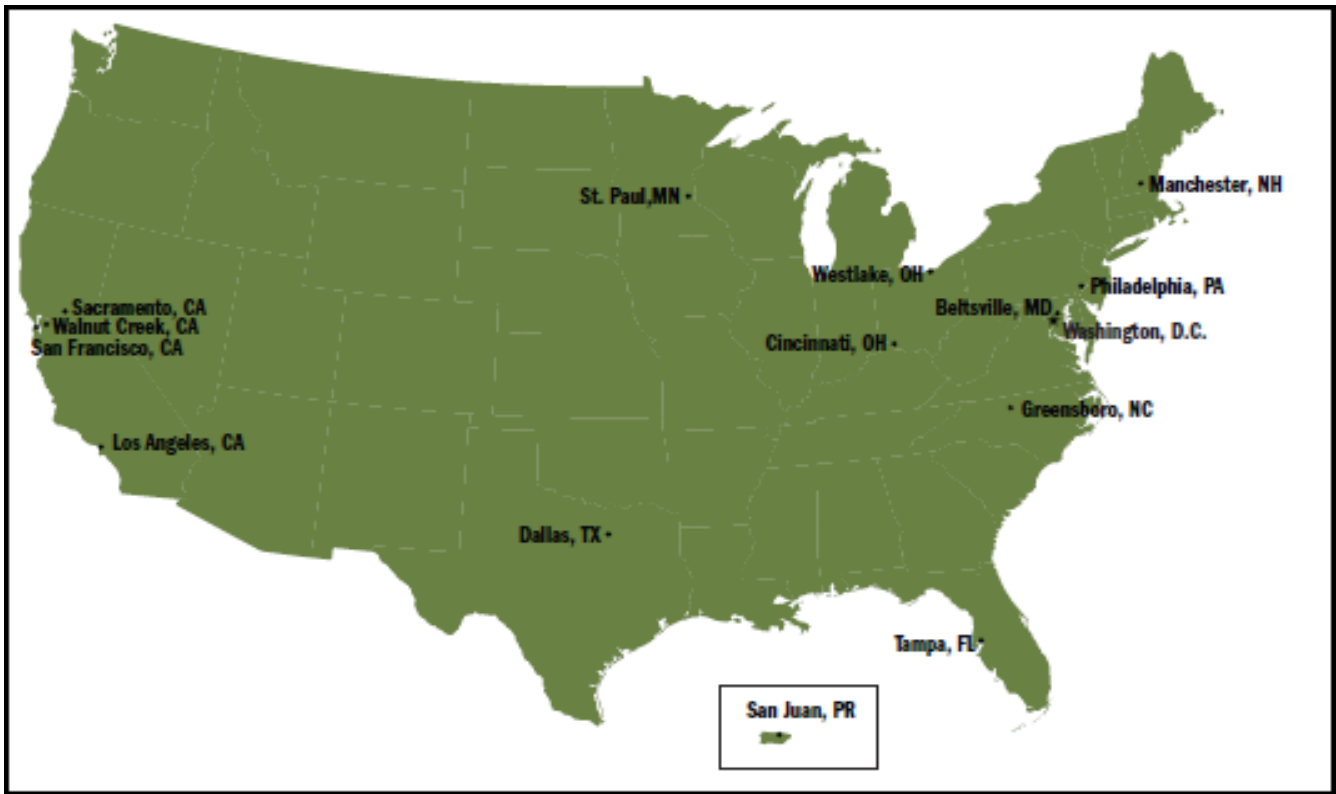 Manchester, NH
St. Paul,MN
Westlake, OH
Philadelphia, PA
Sacramento, CA
Beltsville, MD
Walnut Creek, CA
Washington, D.C.
San Francisco, CA
Cincinnati, OH
Greensboro, NC
Los Angeles, CA
Dallas, TX
Tampa, FL
San Juan, PR